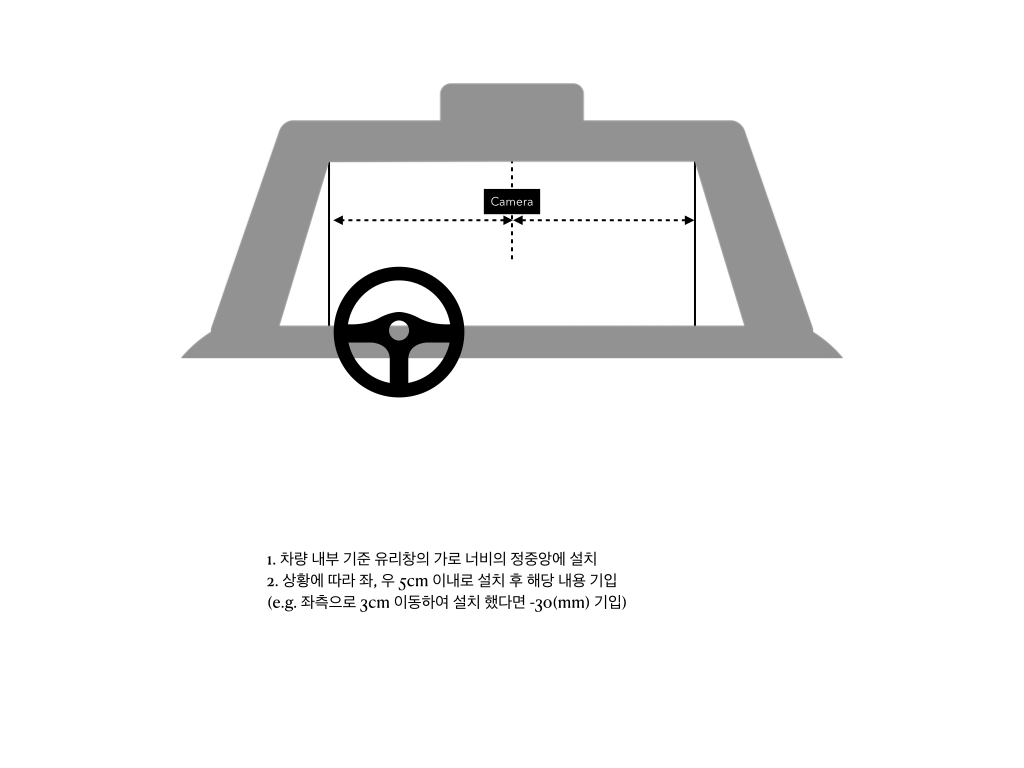 Camera
1. 차량 내부 기준 유리창의 가로 너비의 정중앙에 설치
2. 상황에 따라 좌, 우 5cm 이내로 설치 후 해당 내용 기입
(e.g. 좌측으로 3cm 이동하여 설치 했다면 -30(mm) 기입)